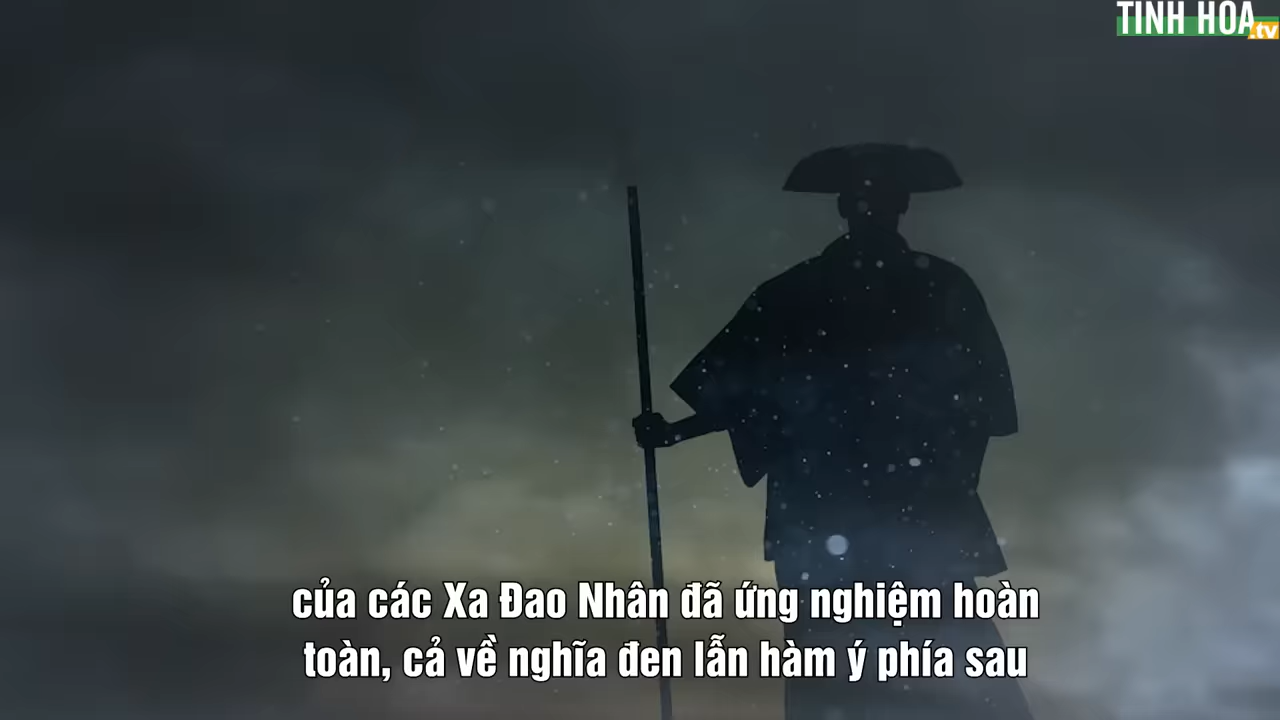 TINH HOA
.tv
của các Xa Đao Nhân đã ứng nghiệm hoàn
toàn, cả về nghĩa đen lẫn hàm ý phía sau